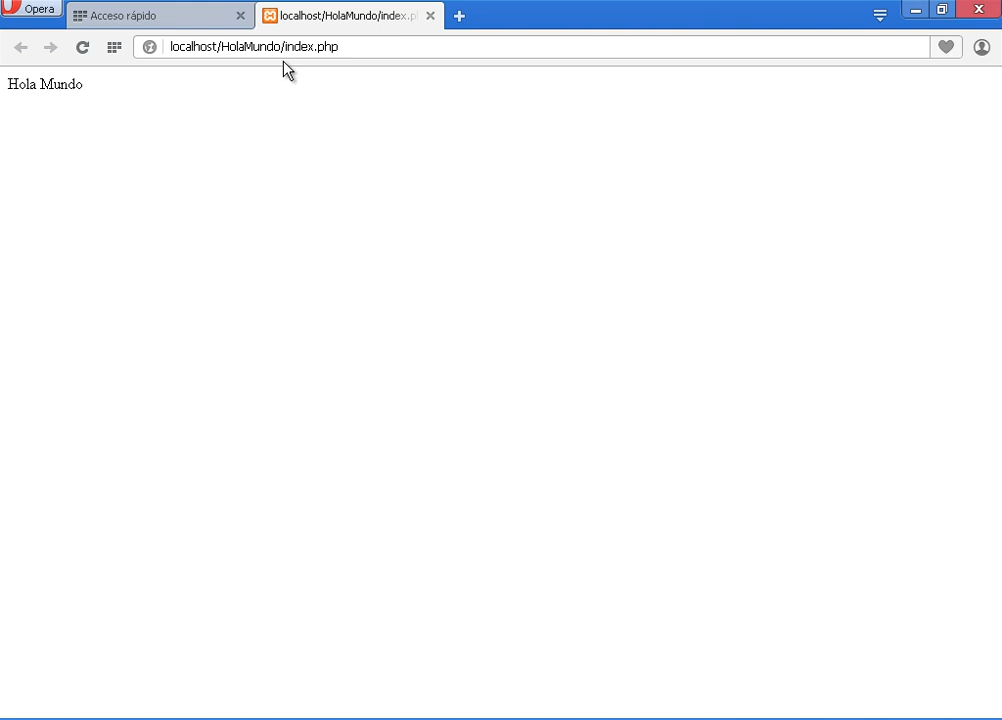 Opera
Acceso rápido
localhost/HolaMundo/index.p
localhost/HolaMundo/index.php
Hola Mundo